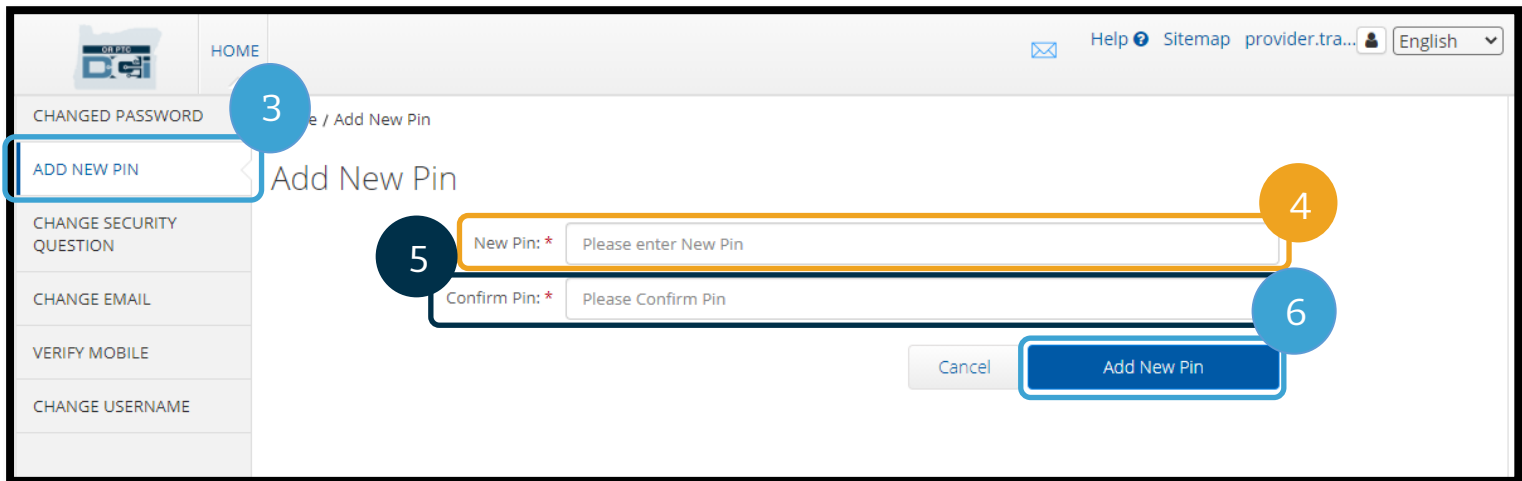 OR PTC
DCi
HOME
Help
Sitemap
provider.tra...
English
CHANGED PASSWORD
3
e / Add New Pin
ADD NEW PIN
Add New Pin
4
CHANGE SECURITY
QUESTION
5
New Pin: *
Please enter New Pin
CHANGE EMAIL
Confirm Pin: *
Please Confirm Pin
6
VERIFY MOBILE
Cancel
Add New Pin
CHANGE USERNAME